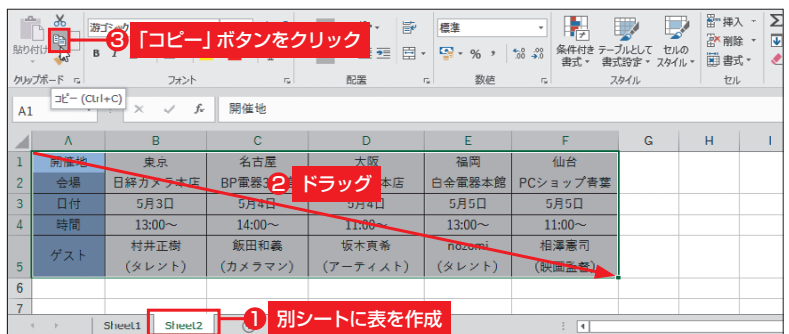 游ゴシック
標準
挿入
削除
書式
貼り付け
B I
% ,
条件付き書式
テーブルとして書式設定
セルのスタイル
クリップボード フォント 配置 数値 スタイル セル
③ 「コピー」ボタンをクリック
コピー (Ctrl+C)
A1 fx 開催地
A B C D E F G H I
1 開催地 東京 名古屋 大阪 福岡 仙台
2 会場 日経カメラ本店 BP電器 本店 白金電器本館 PCショップ青葉
② ドラッグ
3 日付 5月3日 5月4日 5月4日 5月5日 5月5日
4 時間 13:00～ 14:00～ 11:00～ 13:00～ 11:00～
5 ゲスト 村井正樹 飯田和義 坂木真希 nozomi 相澤憲司
(タレント) (カメラマン) (アーティスト) (タレント) (映画監督)
6
7
Sheet1 Sheet2
① 別シートに表を作成